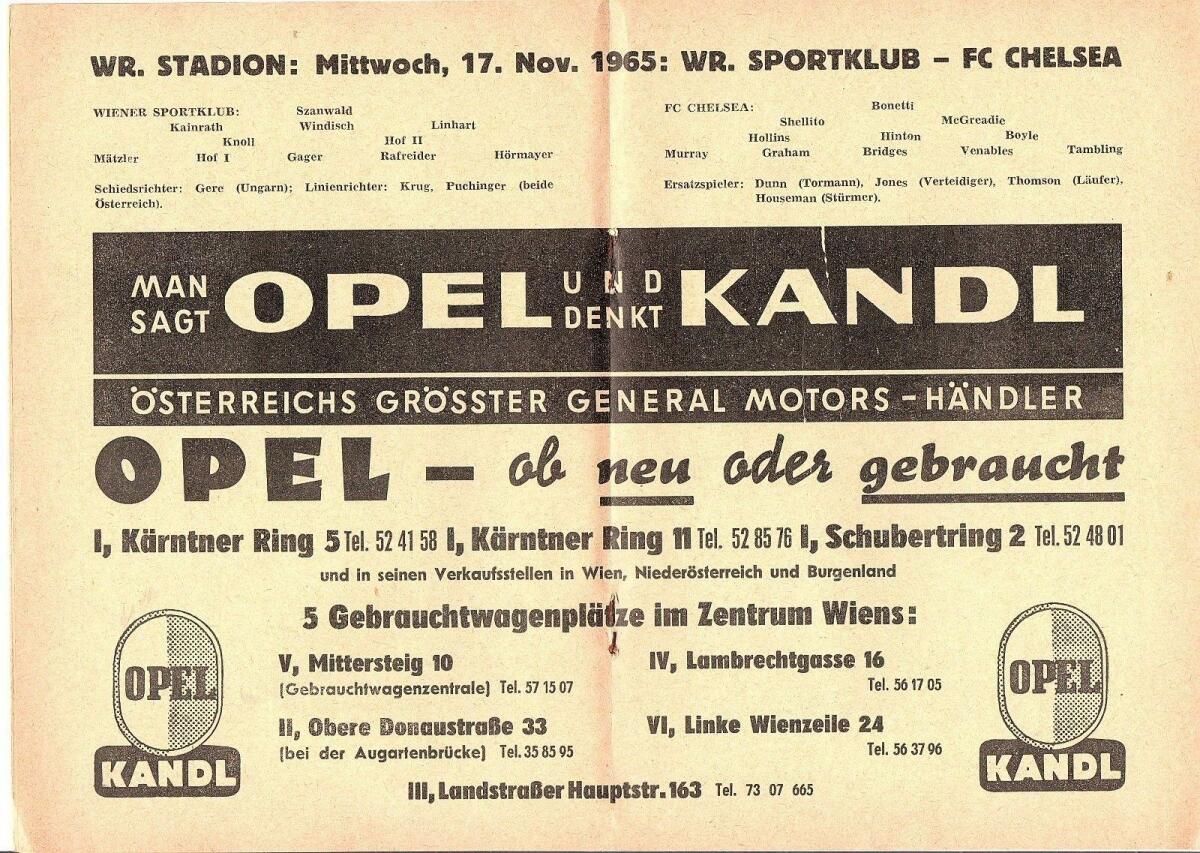 WR. STADION: Mittwoch, 17. Nov. 1965: WR. SPORTKLUB – FC CHELSEA
WIENER SPORTKLUB: Szanwald
Kainrath Windisch Linhart
Knoll Hof II
Mätzler Hof I Gager Rafreider Hörmayer
Schiedsrichter: Gere (Ungarn); Linienrichter: Krug, Puchinger (beide
Österreich).
FC CHELSEA: Bonetti
Shellito McGreadie
Hollins Hinton Boyle
Murray Graham Bridges Venables Tambling
Ersatzspieler: Dunn (Tormann), Jones (Verteidiger), Thomson (Läufer),
Houseman (Stürmer).
MAN SAGT OPEL UND DENKT KANDL
ÖSTERREICHS GRÖSSTER GENERAL MOTORS – HÄNDLER
OPEL – ob neu oder gebraucht
I, Kärntner Ring 5 Tel. 52 41 58 I, Kärntner Ring 11 Tel. 52 85 76 I, Schubertring 2 Tel. 52 48 01
und in seinen Verkaufsstellen in Wien, Niederösterreich und Burgenland
5 Gebrauchtwagenplätze im Zentrum Wiens:
V, Mittersteig 10
(Gebrauchtwagenzentrale) Tel. 57 15 07
IV, Lambrechtgasse 16
Tel. 56 17 05
II, Obere Donaustraße 33
(bei der Augartenbrücke) Tel. 35 85 95
VI, Linke Wienzeile 24
Tel. 56 37 96
III, Landstraßer Hauptstr. 163 Tel. 73 07 665
OPEL
KANDL
OPEL
KANDL